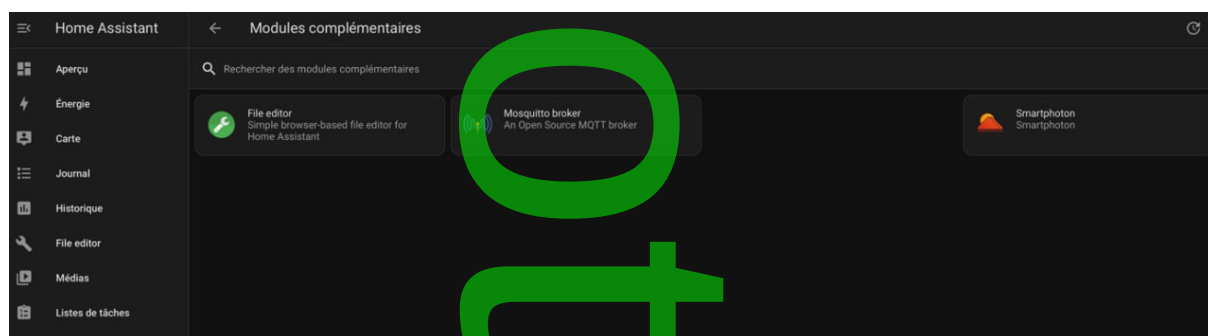 Home Assistant
Modules complémentaires
Aperçu
Rechercher des modules complémentaires
Énergie
File editor
Simple browser-based file editor for
Home Assistant
Mosquitto broker
An Open Source MQTT broker
Smartphoton
Smartphoton
Carte
Journal
Historique
File editor
Médias
Listes de tâches